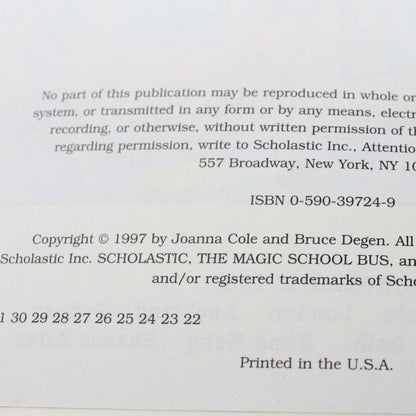 No part of this publication may be reproduced in whole or
system, or transmitted in any form or by any means, electr
recording, or otherwise, without written permission of th
regarding permission, write to Scholastic Inc., Attentio
557 Broadway, New York, NY 10
ISBN 0-590-39724-9
Copyright © 1997 by Joanna Cole and Bruce Degen. All
Scholastic Inc. SCHOLASTIC, THE MAGIC SCHOOL BUS, an
and/or registered trademarks of Scho
1 30 29 28 27 26 25 24 23 22
Printed in the U.S.A.